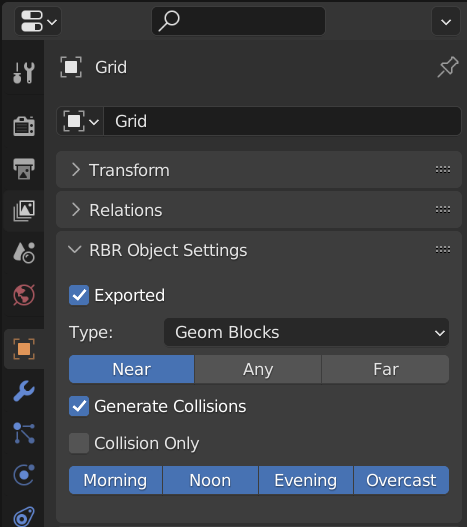 Grid
Grid
Transform
Relations
RBR Object Settings
Exported
Type: Geom Blocks
Near Any Far
Generate Collisions
Collision Only
Morning Noon Evening Overcast